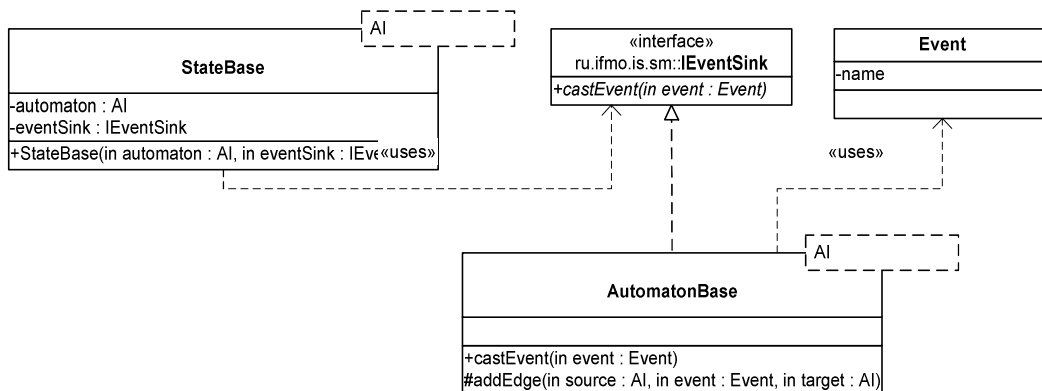 AI
StateBase
-automaton : AI
-eventSink : IEventSink
+StateBase(in automaton : AI, in eventSink : IEve
«uses»
«interface»
ru.ifmo.is.sm::IEventSink
+castEvent(in event : Event)
Event
-name
«uses»
AI
AutomatonBase
+castEvent(in event : Event)
#addEdge(in source : AI, in event : Event, in target : AI)